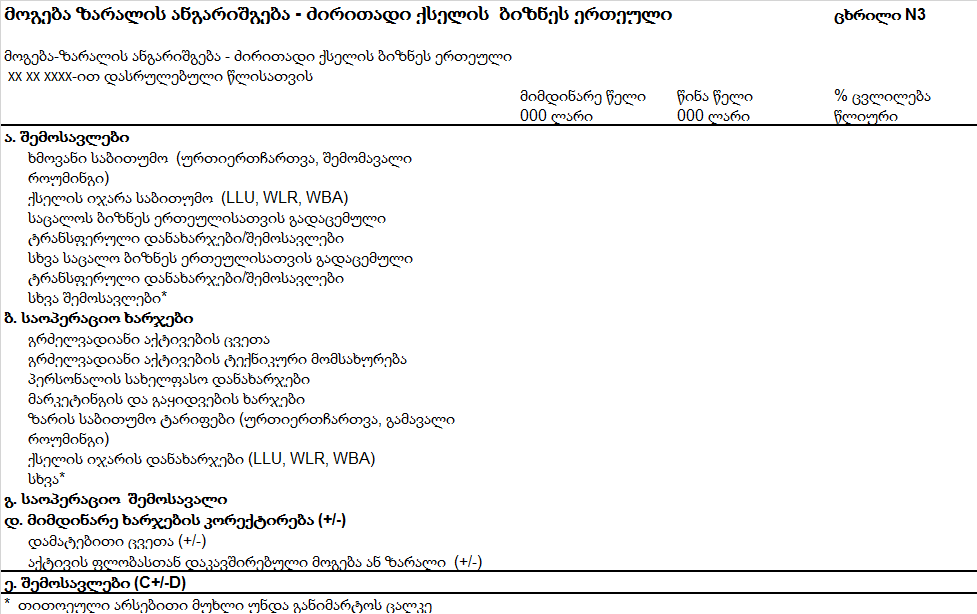 მოგება ზარალის ანგარიშგება - ძირითადი ქსელის ბიზნეს ერთეული ცხრილი N3
მოგება-ზარალის ანგარიშგება - ძირითადი ქსელის ბიზნეს ერთეული
xx xx xxxx-ით დასრულებული წლისათვის
მიმდინარე წელი წინა წელი % ცვლილება
000 ლარი 000 ლარი წლიური
ა. შემოსავლები
ხმოვანი საბითუმო (ურთიერთჩართვა, შემომავალი
როუმინგი)
ქსელის იჯარა საბითუმო (LLU, WLR, WBA)
საცალოს ბიზნეს ერთეულისათვის გადაცემული
ტრანსფერული დანახარჯები/შემოსავლები
სხვა საცალო ბიზნეს ერთეულისათვის გადაცემული
ტრანსფერული დანახარჯები/შემოსავლები
სხვა შემოსავლები*
ბ. საოპერაციო ხარჯები
გრძელვადიანი აქტივების ცვეთა
გრძელვადიანი აქტივების ტექნიკური მომსახურება
პერსონალის სახელფასო დანახარჯები
მარკეტინგის და გაყიდვების ხარჯები
ზარის საბითუმო ტარიფები (ურთიერთჩართვა, გამავალი
როუმინგი)
ქსელის იჯარის დანახარჯები (LLU, WLR, WBA)
სხვა*
გ. საოპერაციო შემოსავალი
დ. მიმდინარე ხარჯების კორექტირება (+/-)
დამატებითი ცვეთა (+/-)
აქტივის ფლობასთან დაკავშირებული მოგება ან ზარალი (+/-)
ე. შემოსავლები (C+/-D)
* თითოეული არსებითი მუხლი უნდა განიმარტოს ცალკე